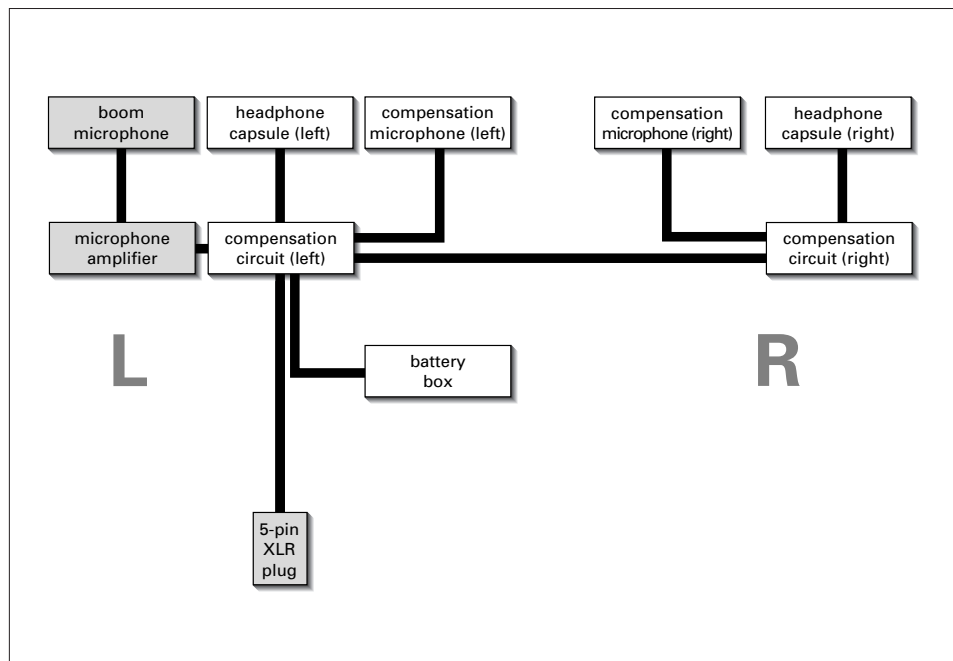 boom
microphone
headphone
capsule (left)
compensation
microphone (left)
compensation
microphone (right)
headphone
capsule (right)
microphone
amplifier
compensation
circuit (left)
compensation
circuit (right)
L
R
battery
box
5-pin
XLR
plug